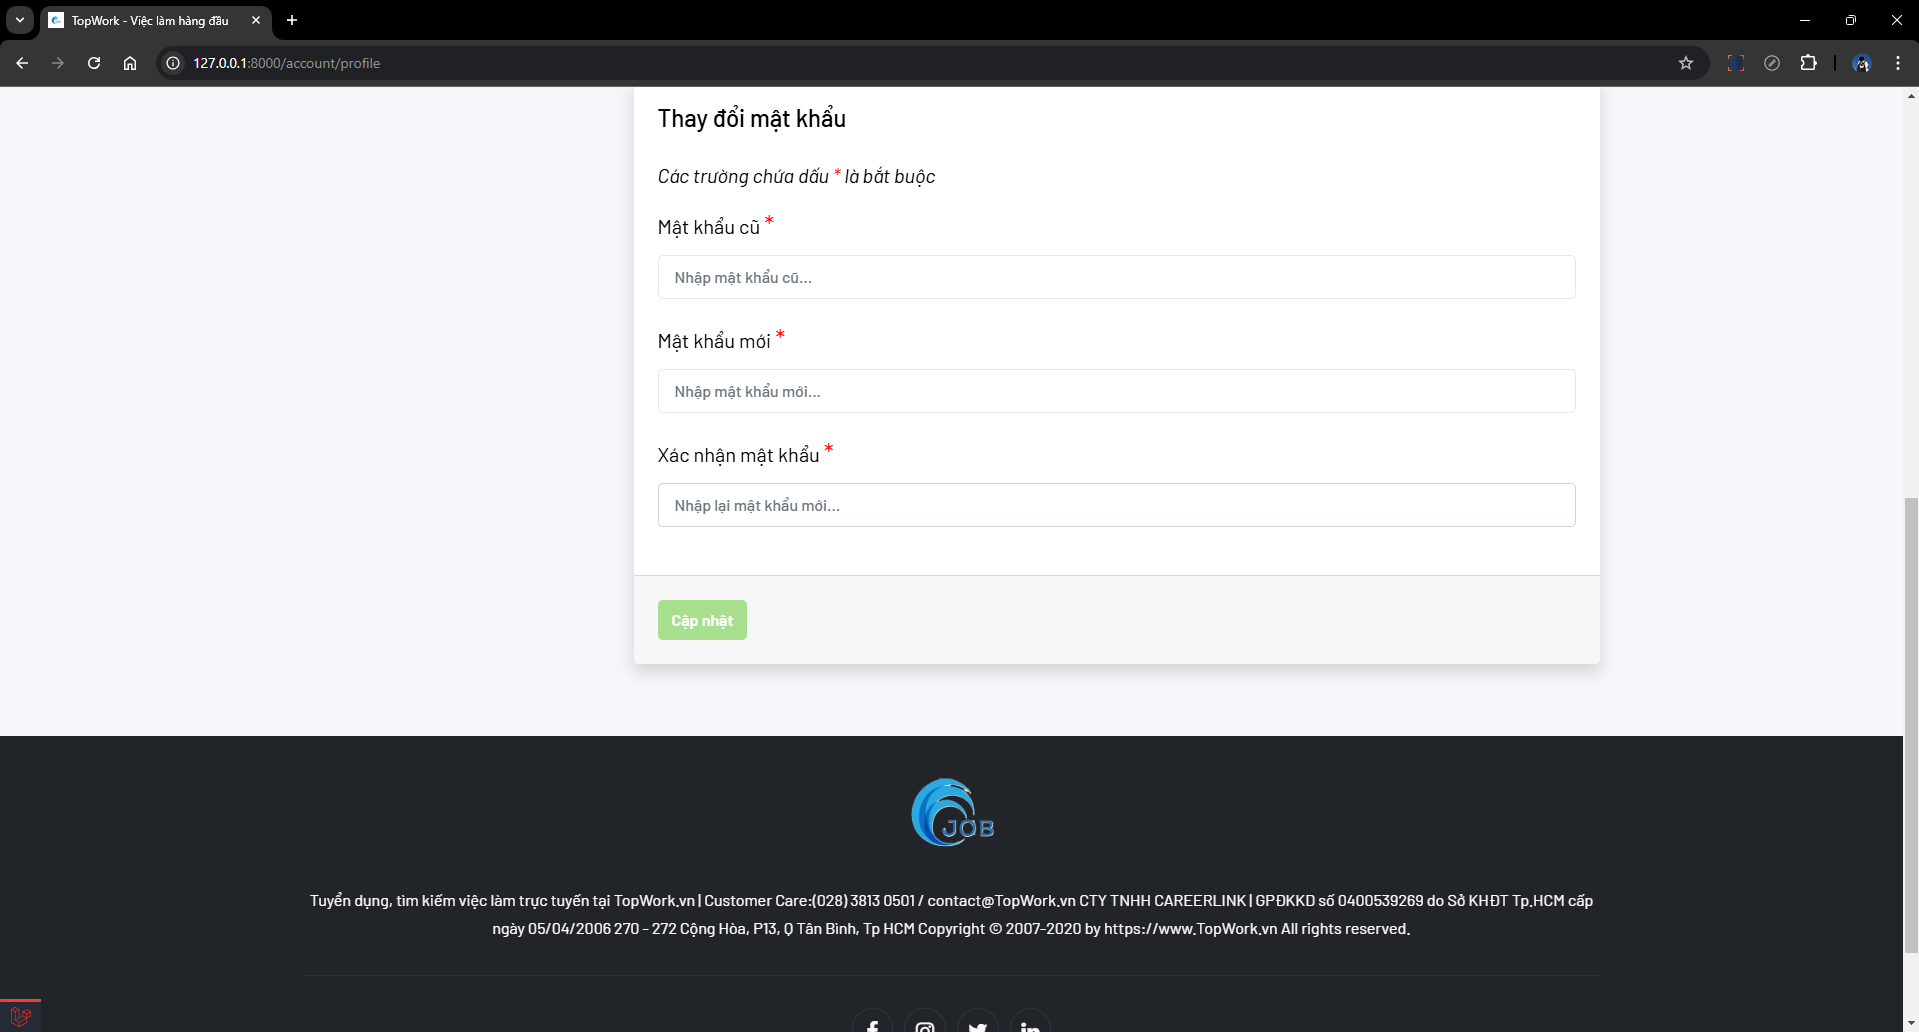 TopWork - Việc làm hàng đầu
127.0.0.1:8000/account/profile
Thay đổi mật khẩu
Các trường chứa dấu * là bắt buộc
Mật khẩu cũ *
Nhập mật khẩu cũ...
Mật khẩu mới *
Nhập mật khẩu mới...
Xác nhận mật khẩu *
Nhập lại mật khẩu mới...
Cập nhật
JOB
Tuyển dụng, tìm kiếm việc làm trực tuyến tại TopWork.vn | Customer Care:(028) 3813 0501 / contact@TopWork.vn CTY TNHH CAREERLINK | GPĐKKD số 0400539269 do Sở KHĐT Tp.HCM cấp
ngày 05/04/2006 270 - 272 Cộng Hòa, P13, Q Tân Bình, Tp HCM Copyright © 2007-2020 by https://www.TopWork.vn All rights reserved.